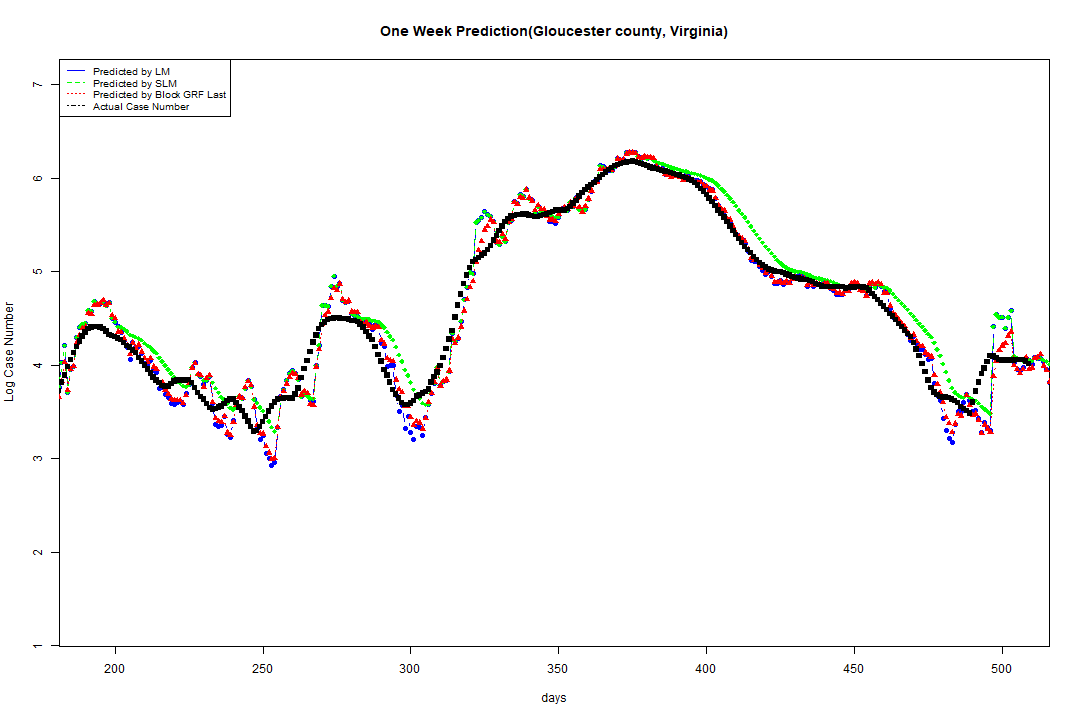 One Week Prediction(Gloucester county, Virginia)
Predicted by LM
Predicted by SLM
Predicted by Block GRF Last
Actual Case Number
7
6
5
4
3
2
1
Log Case Number
200 250 300 350 400 450 500
days